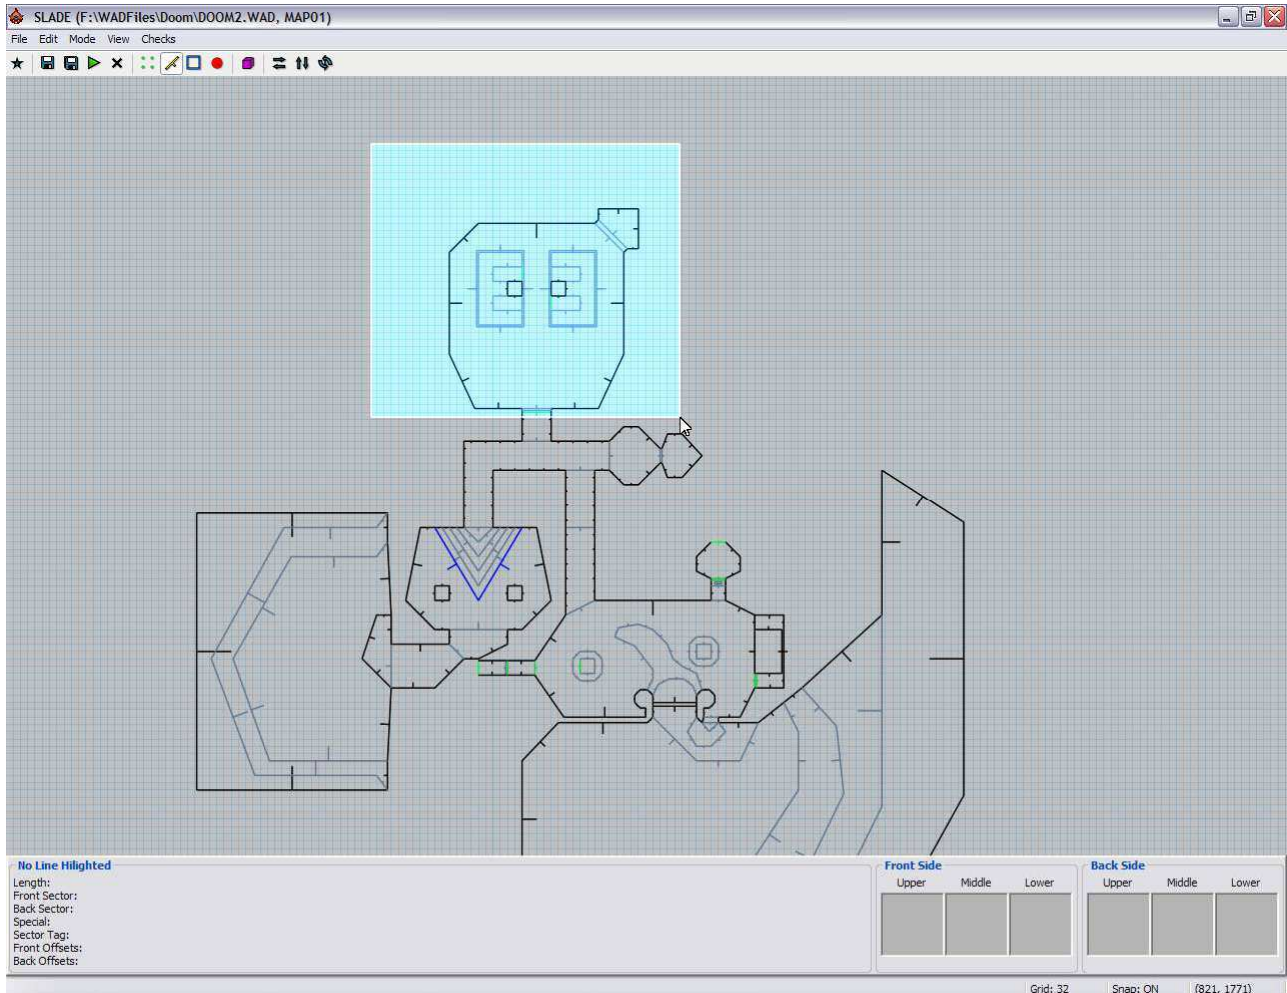 SLADE (F:\WADFiles\Doom\DOOM2.WAD, MAP01)
File Edit Mode View Checks
No Line Hilighted
Length:
Front Sector:
Back Sector:
Special:
Sector Tag:
Front Offsets:
Back Offsets:
Front Side
Upper Middle Lower
Back Side
Upper Middle Lower
Grid: 32 Snap: ON (821, 1771)